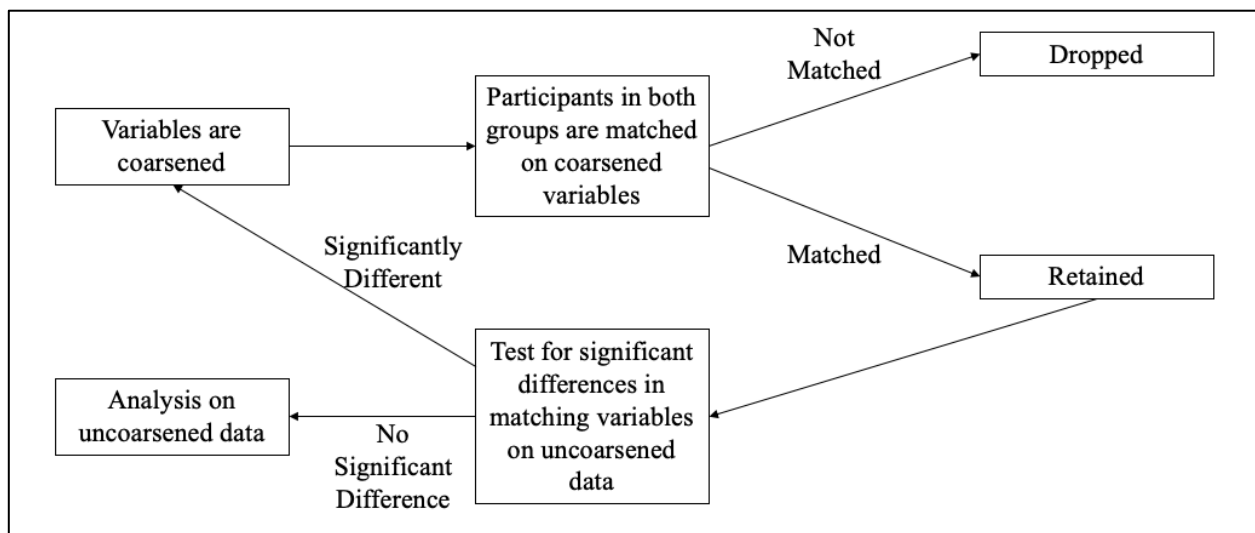 Variables are
coarsened
Participants in both
groups are matched
on coarsened
variables
Not
Matched
Dropped
Matched
Retained
Significantly
Different
Test for significant
differences in
matching variables
on uncoarsened
data
No
Significant
Difference
Analysis on
uncoarsened data